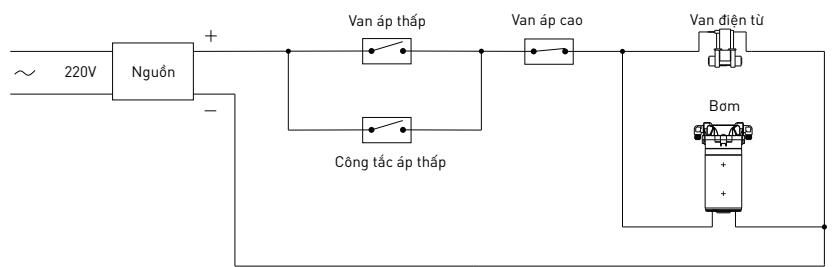 Van áp thấp
Van áp cao
Van điện từ
+
220V
Nguồn
−
Bơm
Công tắc áp thấp